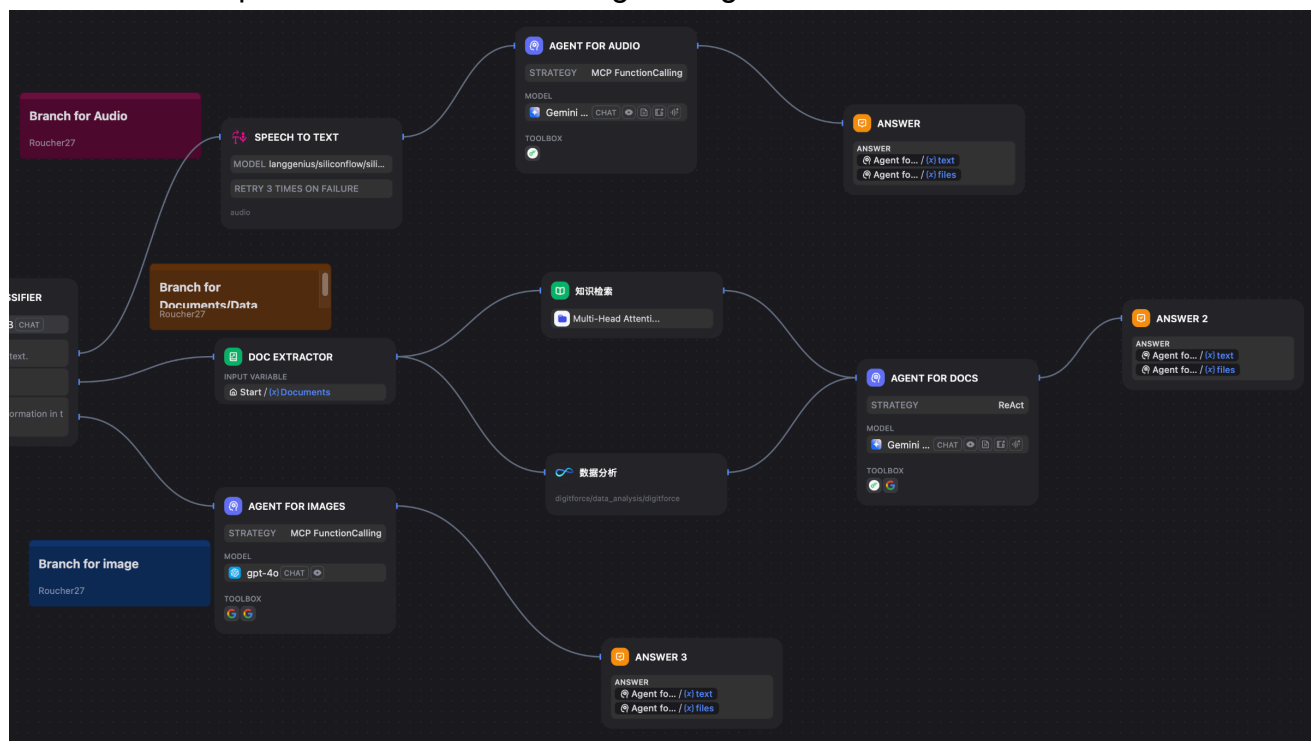 Branch for Audio
Roucher27
SPEECH TO TEXT
MODEL langgenius/siliconflow/sili...
RETRY 3 TIMES ON FAILURE
audio
AGENT FOR AUDIO
STRATEGY MCP FunctionCalling
MODEL
Gemini ... CHAT
TOOLBOX
ANSWER
ANSWER
Agent fo... / (x) text
Agent fo... / (x) files
SSIFIER
B CHAT
text.
ormation in t
Branch for
Documents/Data
Roucher27
DOC EXTRACTOR
INPUT VARIABLE
Start / (x) Documents
知识检索
Multi-Head Attenti...
数据分析
digitforce/data_analysis/digitforce
AGENT FOR DOCS
STRATEGY ReAct
MODEL
Gemini ... CHAT
TOOLBOX
ANSWER 2
ANSWER
Agent fo... / (x) text
Agent fo... / (x) files
Branch for image
Roucher27
AGENT FOR IMAGES
STRATEGY MCP FunctionCalling
MODEL
gpt-4o CHAT
TOOLBOX
ANSWER 3
ANSWER
Agent fo... / (x) text
Agent fo... / (x) files